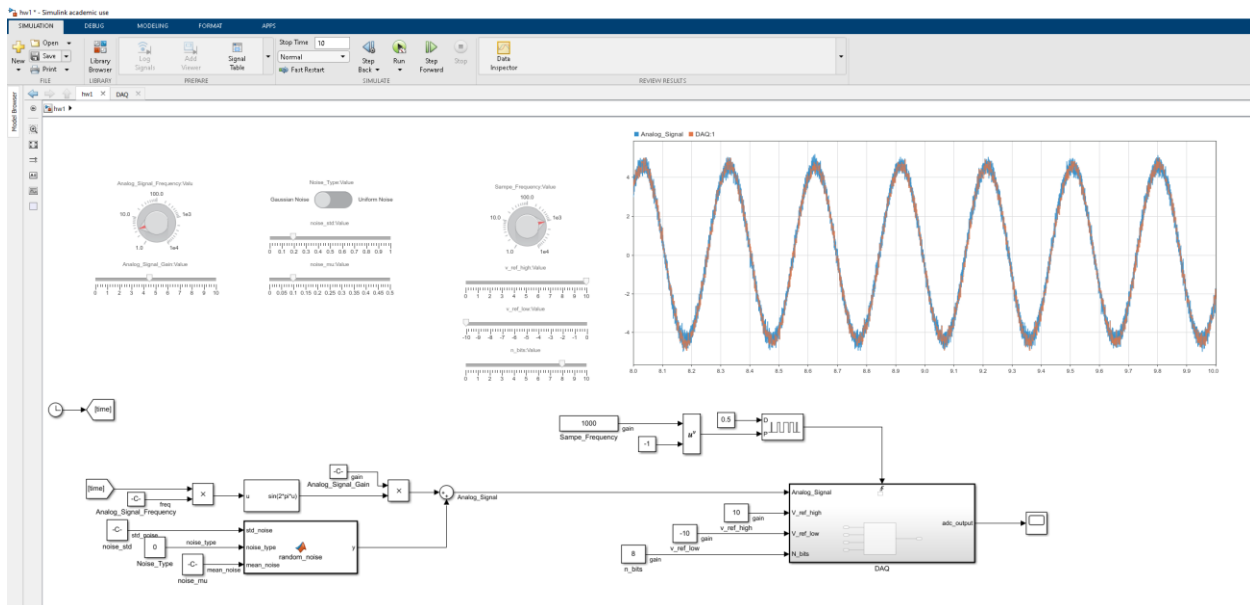 hw1 * - Simulink academic use
SIMULATION DEBUG MODELING FORMAT APPS
New
Open
Save
Print
FILE
Library Browser
LIBRARY
Log Signals
Add Viewer
Signal Table
PREPARE
Stop Time 10
Normal
Fast Restart
Step Back
Run
Step Forward
Stop
SIMULATE
Data Inspector
REVIEW RESULTS
Model Browser
hw1 DAQ
hw1
Analog_Signal_Frequency:Valu
100.0
10.0 1e3
1.0 1e4
Analog_Signal_Gain:Value
0 1 2 3 4 5 6 7 8 9 10
Noise_Type:Value
Gaussian Noise Uniform Noise
noise_std:Value
0 0.1 0.2 0.3 0.4 0.5 0.6 0.7 0.8 0.9 1
noise_mu:Value
0 0.05 0.1 0.15 0.2 0.25 0.3 0.35 0.4 0.45 0.5
Sampe_Frequency:Value
100.0
10.0 1e3
1.0 1e4
v_ref_high:Value
0 1 2 3 4 5 6 7 8 9 10
v_ref_low:Value
-10 -9 -8 -7 -6 -5 -4 -3 -2 -1 0
n_bits:Value
0 1 2 3 4 5 6 7 8 9 10
Analog_Signal DAQ:1
4
2
0
-2
-4
8.0 8.1 8.2 8.3 8.4 8.5 8.6 8.7 8.8 8.9 9.0 9.1 9.2 9.3 9.4 9.5 9.6 9.7 9.8 9.9 10.0
[time]
1000
gain
Sampe_Frequency
-1
u^v
0.5
D
P
[time]
-C-
freq
Analog_Signal_Frequency
×
u sin(2*pi*u)
-C-
gain
Analog_Signal_Gain
×
Analog_Signal
-C-
std_noise
noise_std
0
noise_type
Noise_Type
-C-
mean_noise
noise_mu
std_noise
noise_type
mean_noise
random_noise
y
10
gain
v_ref_high
-10
gain
v_ref_low
8
gain
n_bits
Analog_Signal
V_ref_high
V_ref_low
N_bits
adc_output
DAQ